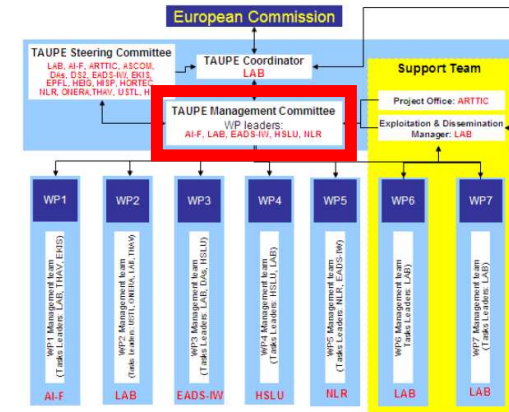 European Commission
TAUPE Steering Committee
LAB, AI-F, ARTTIC, ASCOM,
DAs, DS2, EADS-IW, EKIS,
EPFL, HEIG, HISP, HORTEC,
NLR, ONERA,THAV, USTL, H
TAUPE Coordinator
LAB
Support Team
TAUPE Management Committee
WP leaders:
AI-F, LAB, EADS-IW, HSLU, NLR
Project Office: ARTTIC
Exploitation & Dissemination
Manager: LAB
WP1
WP2
WP3
WP4
WP5
WP6
WP7
WP1 Management team
(Tasks Leaders: LAB, THAV, EKIS)
WP2 Management team
(Tasks Leaders: USTL, ONERA, LAB, THAV)
WP3 Management team
(Tasks Leaders: LAB, DAs, HSLU)
WP4 Management team
(Tasks Leaders: HSLU, LAB)
WP5 Management team
(Tasks Leaders: NLR, EADS-IW)
WP6 Management team
Tasks Leaders: LAB)
WP7 Management team
(Tasks Leaders: LAB)
AI-F
LAB
EADS-IW
HSLU
NLR
LAB
LAB